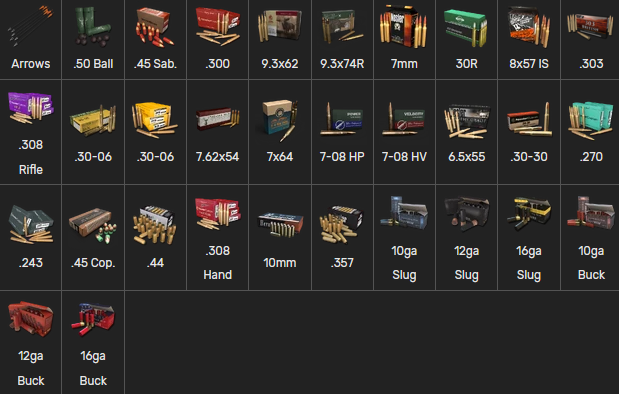 Arrows
.50 Ball
.45 Sab.
.300
9.3x62
9.3x74R
7mm
30R
8x57 IS
.303
.308
Rifle
.30-06
.30-06
7.62x54
7x64
7-08 HP
7-08 HV
6.5x55
.30-30
.270
.243
.45 Cop.
.44
.308
Hand
10mm
.357
10ga
Slug
12ga
Slug
16ga
Slug
10ga
Buck
12ga
Buck
16ga
Buck